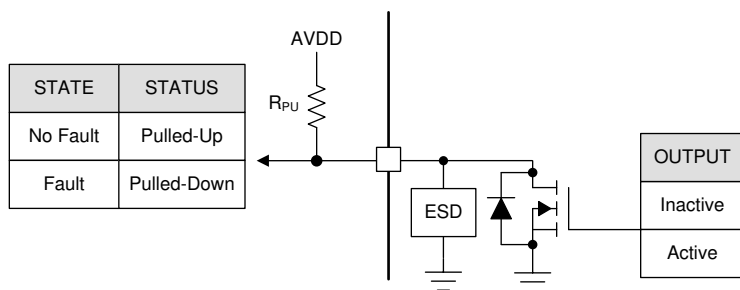 AVDD
STATE STATUS
RPU
No Fault Pulled-Up
Fault Pulled-Down
OUTPUT
ESD
Inactive
Active